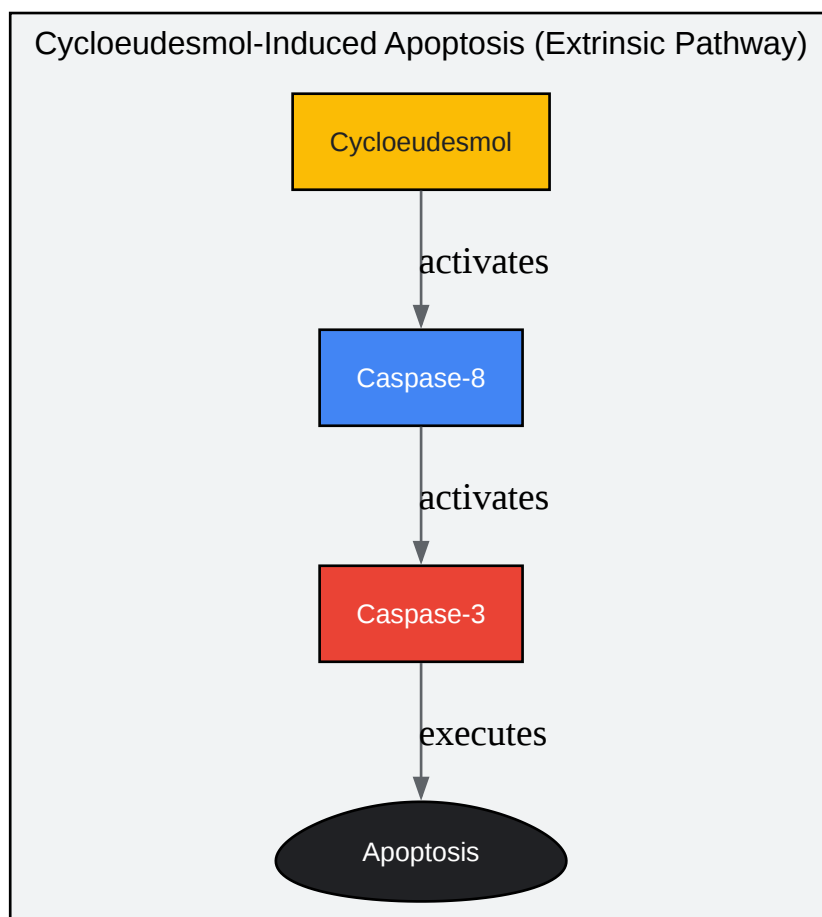 Cycloeudesmol-Induced Apoptosis (Extrinsic Pathway)
Cycloeudesmol
activates
Caspase-8
activates
Caspase-3
executes
Apoptosis